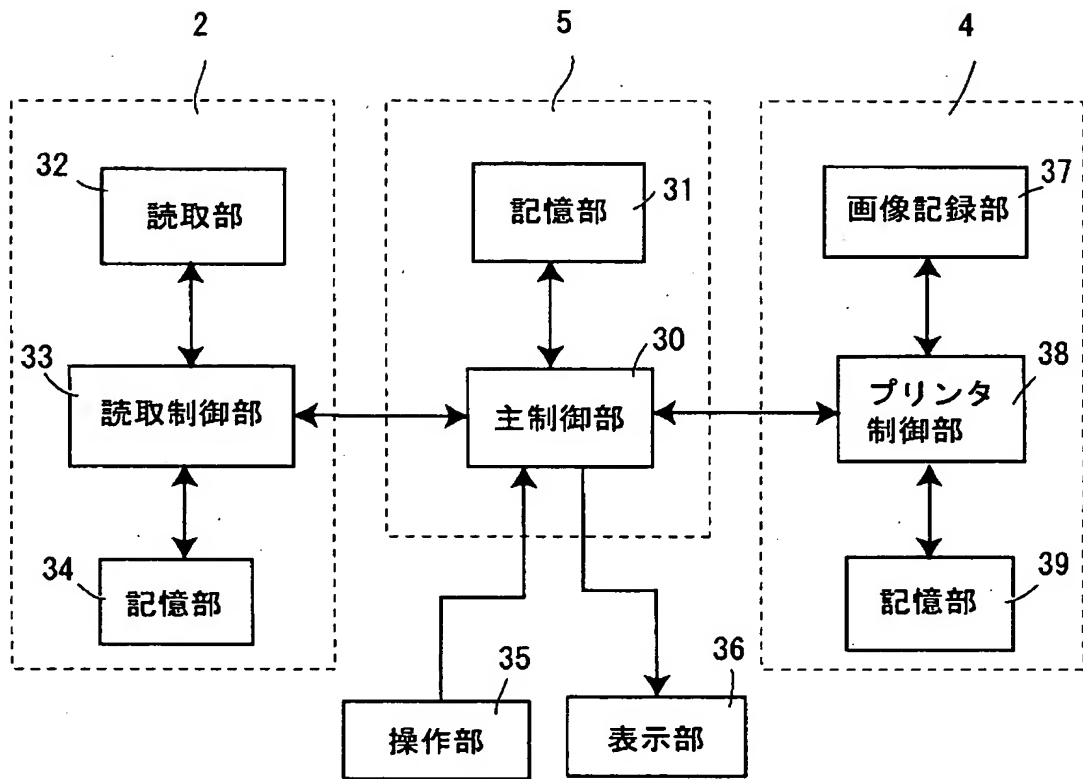 2
5
4
32
読取部
31
記憶部
37
画像記録部
33
読取制御部
30
主制御部
38
プリンタ
制御部
34
記憶部
39
記憶部
35
操作部
36
表示部